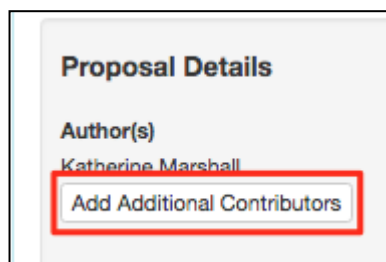 Proposal Details
Author(s)
Katherine Marshall
Add Additional Contributors